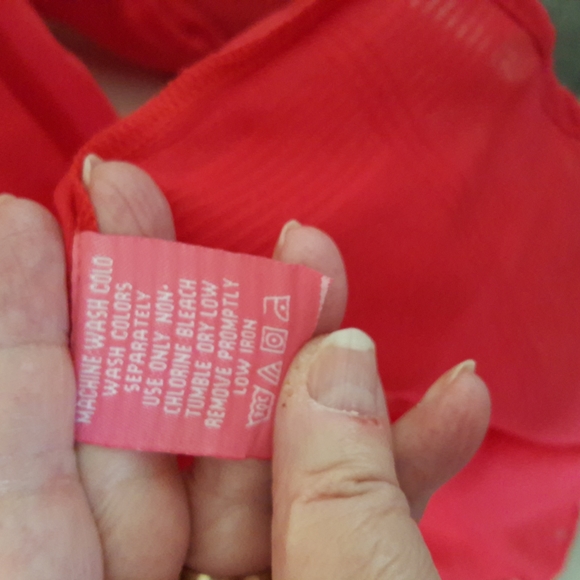 MACHINE WASH COLD
WASH COLORS
SEPARATELY
USE ONLY NON-
CHLORINE BLEACH
TUMBLE DRY LOW
REMOVE PROMPTLY
LOW IRON